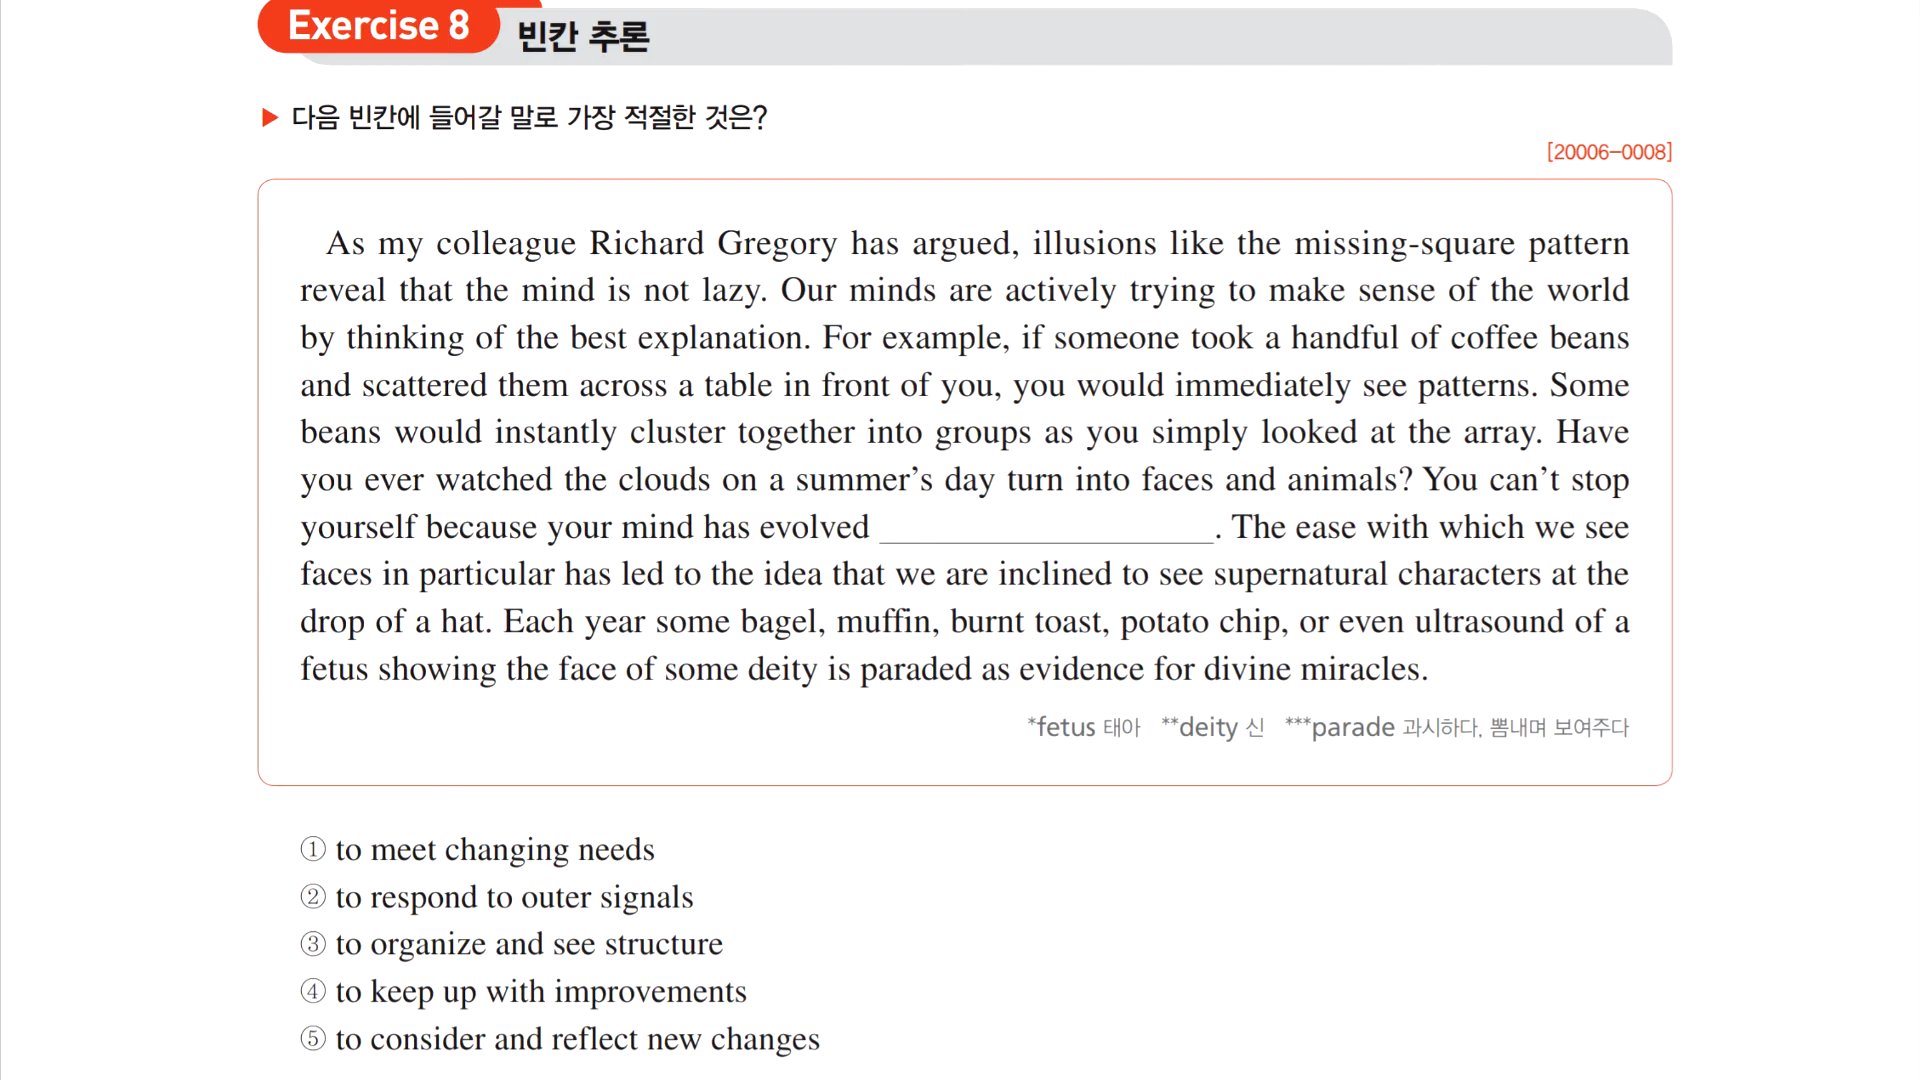 Exercise 8 빈칸 추론
▶ 다음 빈칸에 들어갈 말로 가장 적절한 것은?
[20006-0008]
As my colleague Richard Gregory has argued, illusions like the missing-square pattern
reveal that the mind is not lazy. Our minds are actively trying to make sense of the world
by thinking of the best explanation. For example, if someone took a handful of coffee beans
and scattered them across a table in front of you, you would immediately see patterns. Some
beans would instantly cluster together into groups as you simply looked at the array. Have
you ever watched the clouds on a summer's day turn into faces and animals? You can't stop
yourself because your mind has evolved ____________________. The ease with which we see
faces in particular has led to the idea that we are inclined to see supernatural characters at the
drop of a hat. Each year some bagel, muffin, burnt toast, potato chip, or even ultrasound of a
fetus showing the face of some deity is paraded as evidence for divine miracles.
*fetus 태아 **deity 신 ***parade 과시하다, 뽐내며 보여주다
① to meet changing needs
② to respond to outer signals
③ to organize and see structure
④ to keep up with improvements
⑤ to consider and reflect new changes